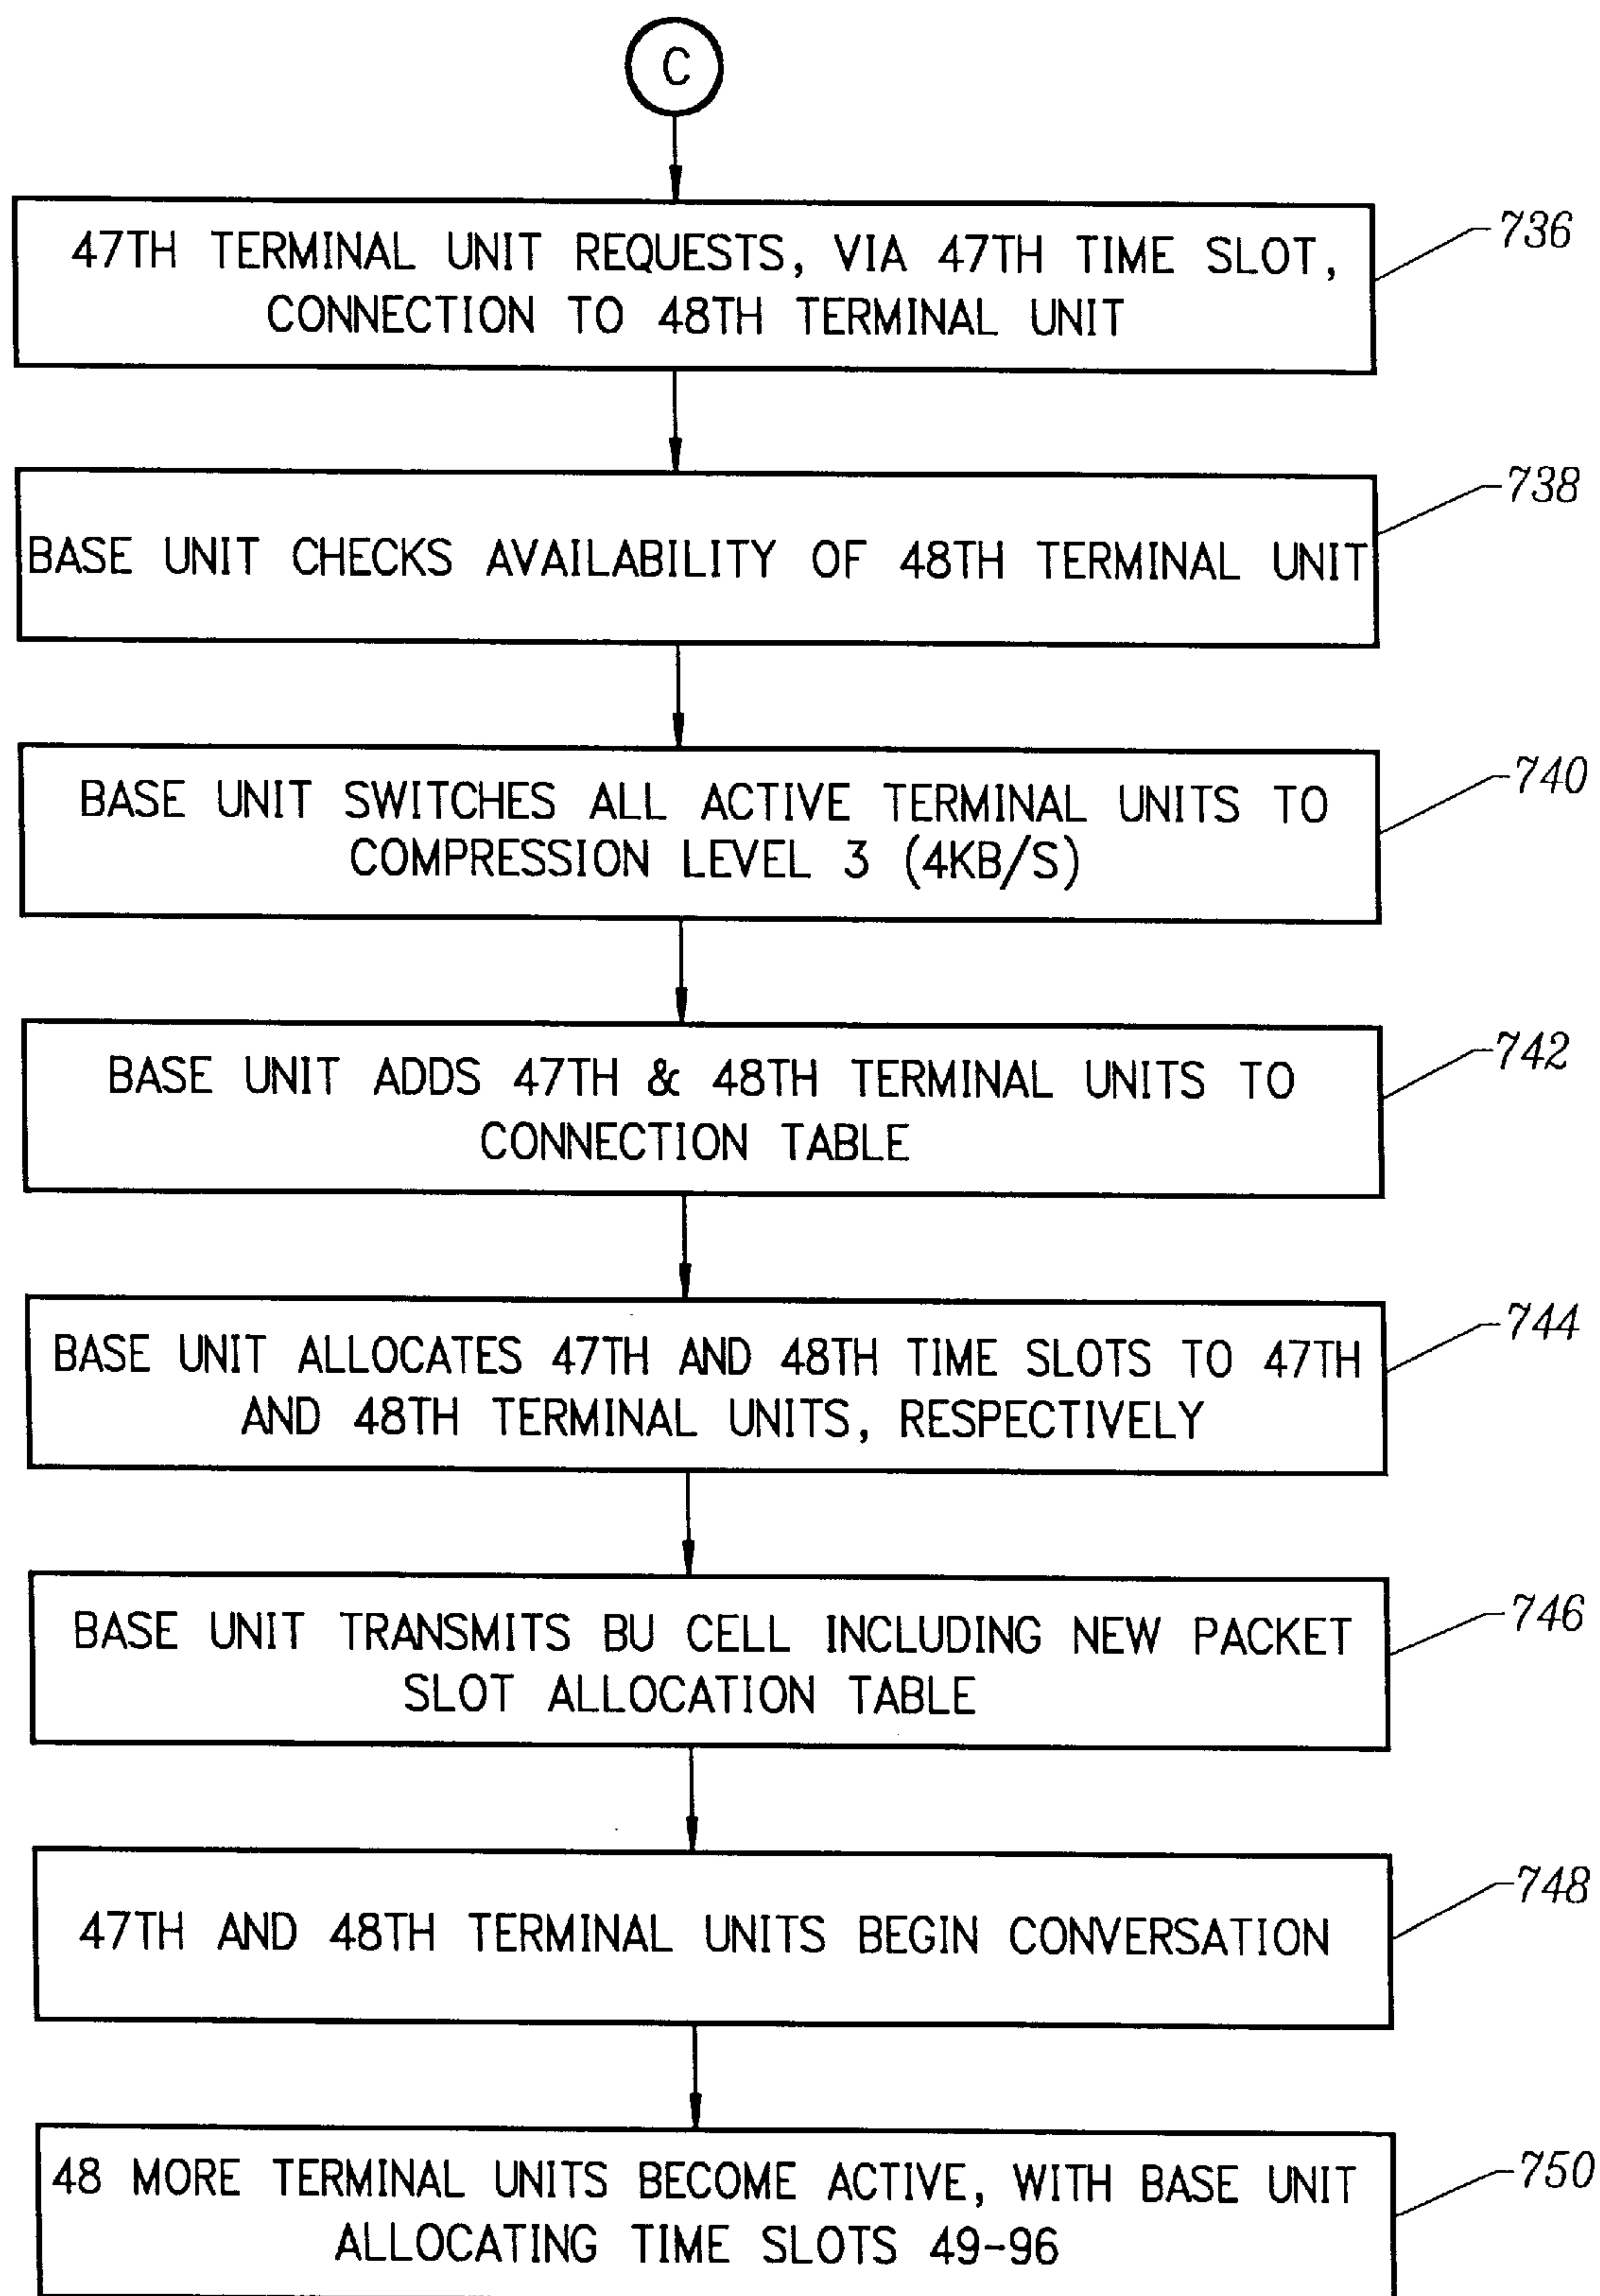 C
47TH TERMINAL UNIT REQUESTS, VIA 47TH TIME SLOT,
CONNECTION TO 48TH TERMINAL UNIT
736
BASE UNIT CHECKS AVAILABILITY OF 48TH TERMINAL UNIT
738
BASE UNIT SWITCHES ALL ACTIVE TERMINAL UNITS TO
COMPRESSION LEVEL 3 (4KB/S)
740
BASE UNIT ADDS 47TH & 48TH TERMINAL UNITS TO
CONNECTION TABLE
742
BASE UNIT ALLOCATES 47TH AND 48TH TIME SLOTS TO 47TH
AND 48TH TERMINAL UNITS, RESPECTIVELY
744
BASE UNIT TRANSMITS BU CELL INCLUDING NEW PACKET
SLOT ALLOCATION TABLE
746
47TH AND 48TH TERMINAL UNITS BEGIN CONVERSATION
748
48 MORE TERMINAL UNITS BECOME ACTIVE, WITH BASE UNIT
ALLOCATING TIME SLOTS 49-96
750